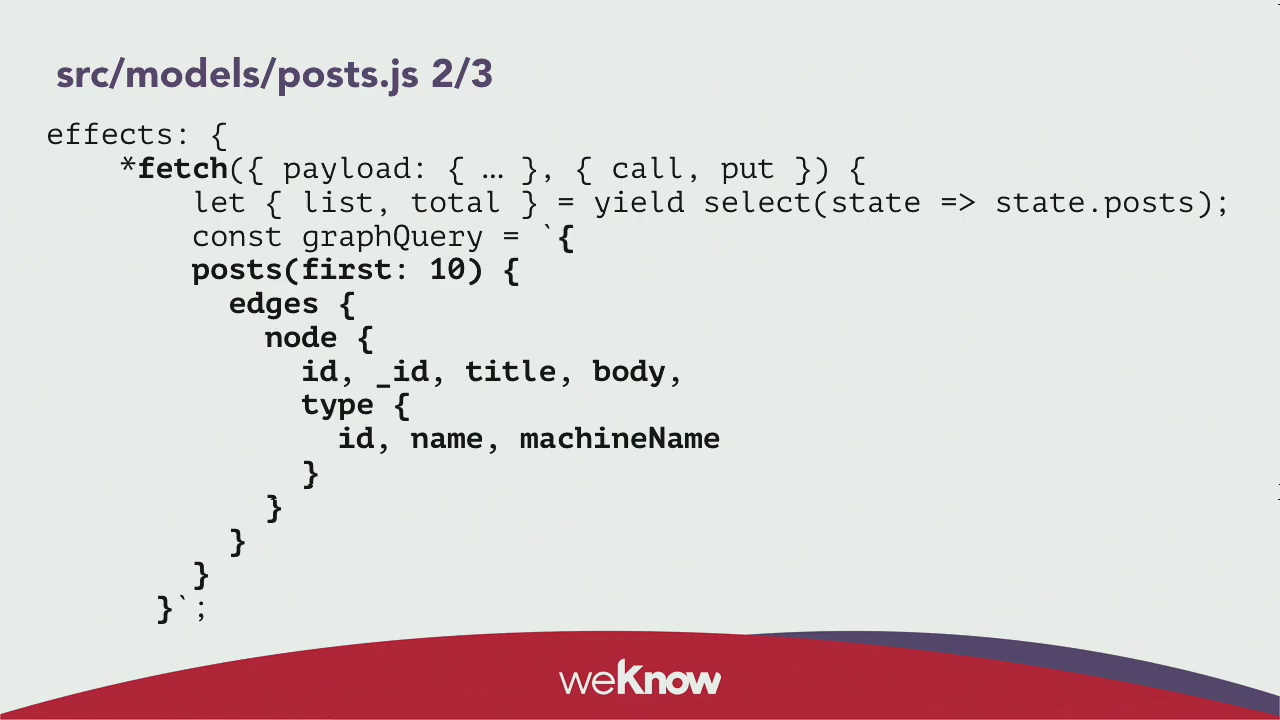 src/models/posts.js 2/3
effects: {
    *fetch({ payload: { … }, { call, put }) {
        let { list, total } = yield select(state => state.posts);
        const graphQuery = `{
        posts(first: 10) {
          edges {
            node {
              id, _id, title, body,
              type {
                id, name, machineName
              }
            }
          }
        }
      }`;
weKnow